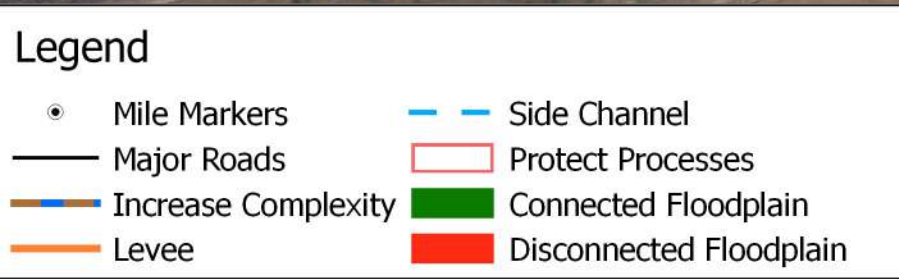 Legend
Mile Markers
Major Roads
Increase Complexity
Levee
Side Channel
Protect Processes
Connected Floodplain
Disconnected Floodplain